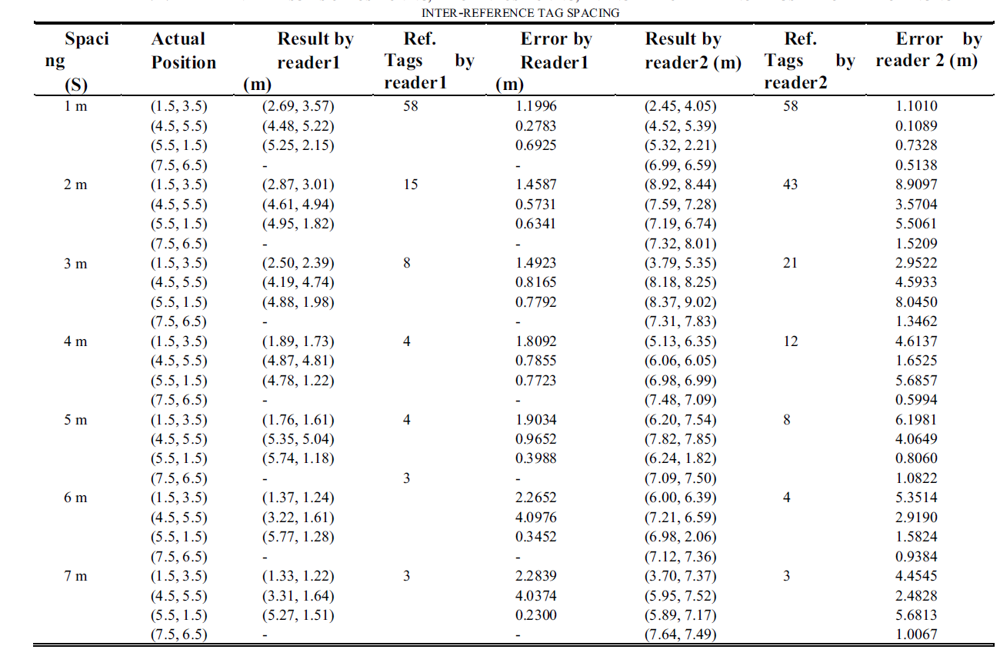 INTER-REFERENCE TAG SPACING
Spaci Actual Result by Ref. Error by Result by Ref. Error by
ng Position reader1 Tags by Reader1 reader2 (m) Tags by reader 2 (m)
(S) (m) reader1 (m) reader2
1 m (1.5, 3.5) (2.69, 3.57) 58 1.1996 (2.45, 4.05) 58 1.1010
(4.5, 5.5) (4.48, 5.22) 0.2783 (4.52, 5.39) 0.1089
(5.5, 1.5) (5.25, 2.15) 0.6925 (5.32, 2.21) 0.7328
(7.5, 6.5) - - (6.99, 6.59) 0.5138
2 m (1.5, 3.5) (2.87, 3.01) 15 1.4587 (8.92, 8.44) 43 8.9097
(4.5, 5.5) (4.61, 4.94) 0.5731 (7.59, 7.28) 3.5704
(5.5, 1.5) (4.95, 1.82) 0.6341 (7.19, 6.74) 5.5061
(7.5, 6.5) - - (7.32, 8.01) 1.5209
3 m (1.5, 3.5) (2.50, 2.39) 8 1.4923 (3.79, 5.35) 21 2.9522
(4.5, 5.5) (4.19, 4.74) 0.8165 (8.18, 8.25) 4.5933
(5.5, 1.5) (4.88, 1.98) 0.7792 (8.37, 9.02) 8.0450
(7.5, 6.5) - - (7.31, 7.83) 1.3462
4 m (1.5, 3.5) (1.89, 1.73) 4 1.8092 (5.13, 6.35) 12 4.6137
(4.5, 5.5) (4.87, 4.81) 0.7855 (6.06, 6.05) 1.6525
(5.5, 1.5) (4.78, 1.22) 0.7723 (6.98, 6.99) 5.6857
(7.5, 6.5) - - (7.48, 7.09) 0.5994
5 m (1.5, 3.5) (1.76, 1.61) 4 1.9034 (6.20, 7.54) 8 6.1981
(4.5, 5.5) (5.35, 5.04) 0.9652 (7.82, 7.85) 4.0649
(5.5, 1.5) (5.74, 1.18) 0.3988 (6.24, 1.82) 0.8060
(7.5, 6.5) - 3 - (7.09, 7.50) 1.0822
6 m (1.5, 3.5) (1.37, 1.24) 2.2652 (6.00, 6.39) 4 5.3514
(4.5, 5.5) (3.22, 1.61) 4.0976 (7.21, 6.59) 2.9190
(5.5, 1.5) (5.77, 1.28) 0.3452 (6.98, 2.06) 1.5824
(7.5, 6.5) - - (7.12, 7.36) 0.9384
7 m (1.5, 3.5) (1.33, 1.22) 3 2.2839 (3.70, 7.37) 3 4.4545
(4.5, 5.5) (3.31, 1.64) 4.0374 (5.95, 7.52) 2.4828
(5.5, 1.5) (5.27, 1.51) 0.2300 (5.89, 7.17) 5.6813
(7.5, 6.5) - - (7.64, 7.49) 1.0067